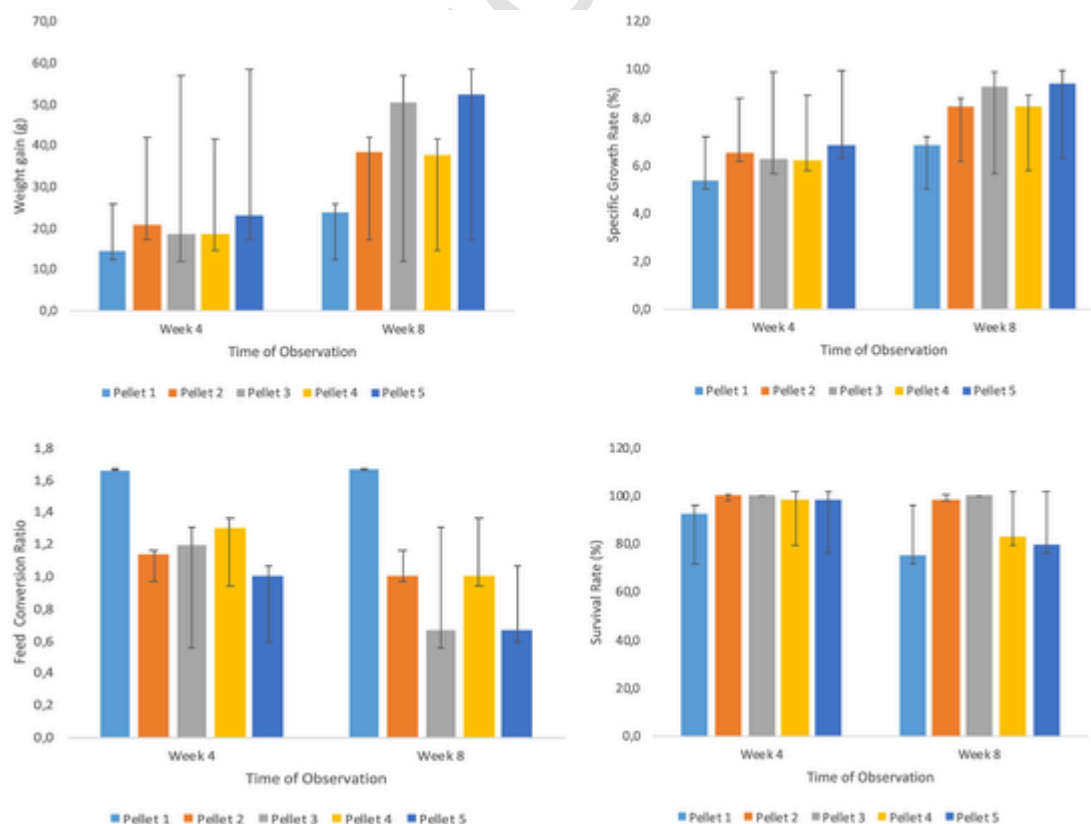 70,0
60,0
50,0
40,0
30,0
20,0
10,0
0,0
Weight gain (g)
Week 4
Week 8
Time of Observation
Pellet 1
Pellet 2
Pellet 3
Pellet 4
Pellet 5
12,0
10,0
8,0
6,0
4,0
2,0
0,0
Specific Growth Rate (%)
Week 4
Week 8
Time of Observation
Pellet 1
Pellet 2
Pellet 3
Pellet 4
Pellet 5
1,8
1,6
1,4
1,2
1,0
0,8
0,6
0,4
0,2
0,0
Feed Conversion Ratio
Week 4
Week 8
Time of Observation
Pellet 1
Pellet 2
Pellet 3
Pellet 4
Pellet 5
120,0
100,0
80,0
60,0
40,0
20,0
0,0
Survival Rate (%)
Week 4
Week 8
Time of Observation
Pellet 1
Pellet 2
Pellet 3
Pellet 4
Pellet 5